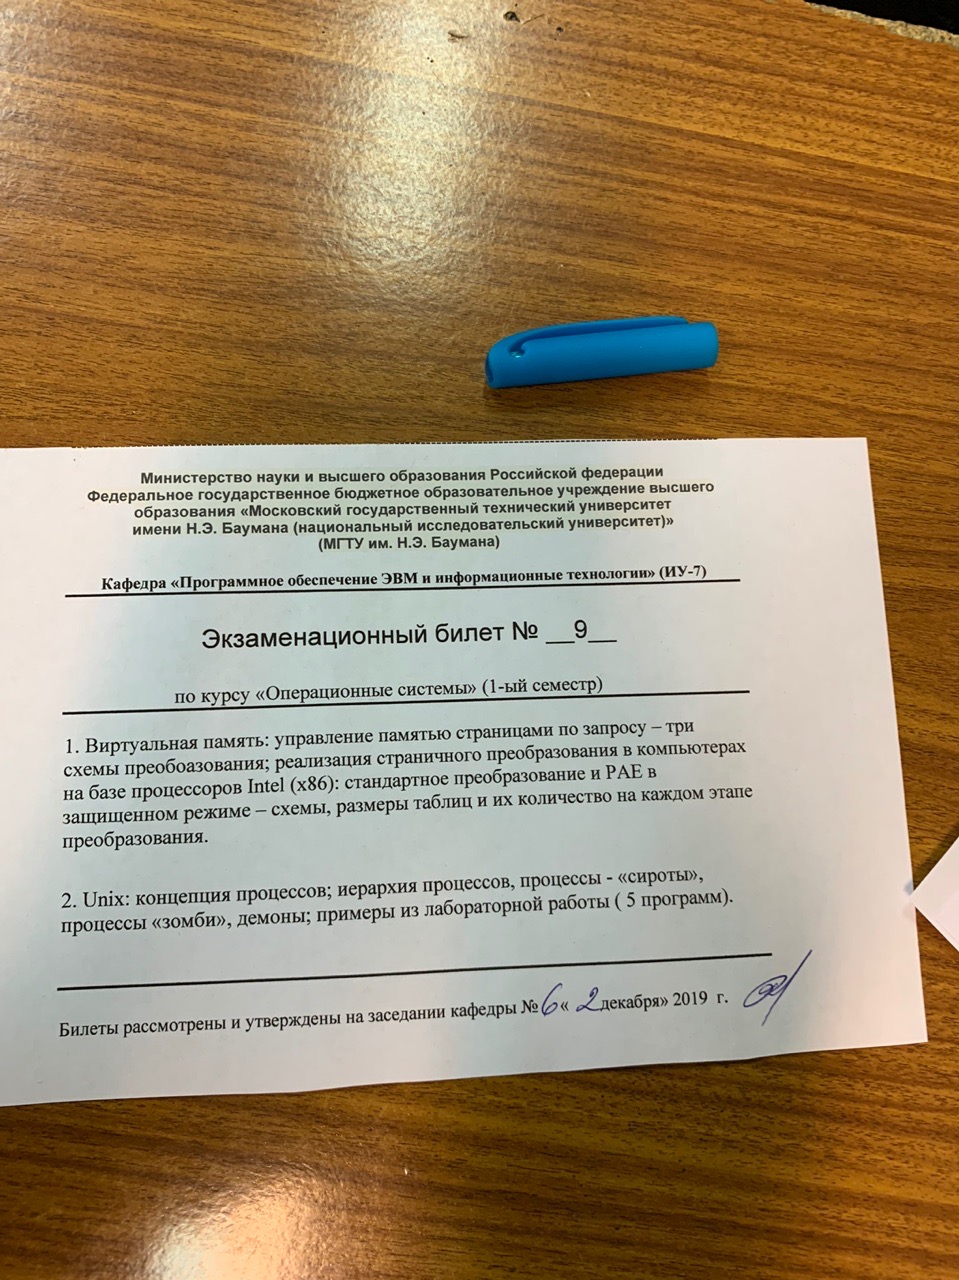 Министерство науки и высшего образования Российской федерации
Федеральное государственное бюджетное образовательное учреждение высшего
образования «Московский государственный технический университет
имени Н.Э. Баумана (национальный исследовательский университет)»
(МГТУ им. Н.Э. Баумана)
Кафедра «Программное обеспечение ЭВМ и информационные технологии» (ИУ-7)
Экзаменационный билет № __9__
по курсу «Операционные системы» (1-ый семестр)
1. Виртуальная память: управление памятью страницами по запросу – три
схемы преобоазования; реализация страничного преобразования в компьютерах
на базе процессоров Intel (x86): стандартное преобразование и PAE в
защищенном режиме – схемы, размеры таблиц и их количество на каждом этапе
преобразования.
2. Unix: концепция процессов; иерархия процессов, процессы - «сироты»,
процессы «зомби», демоны; примеры из лабораторной работы ( 5 программ).
Билеты рассмотрены и утверждены на заседании кафедры №6 « 2 декабря» 2019 г.